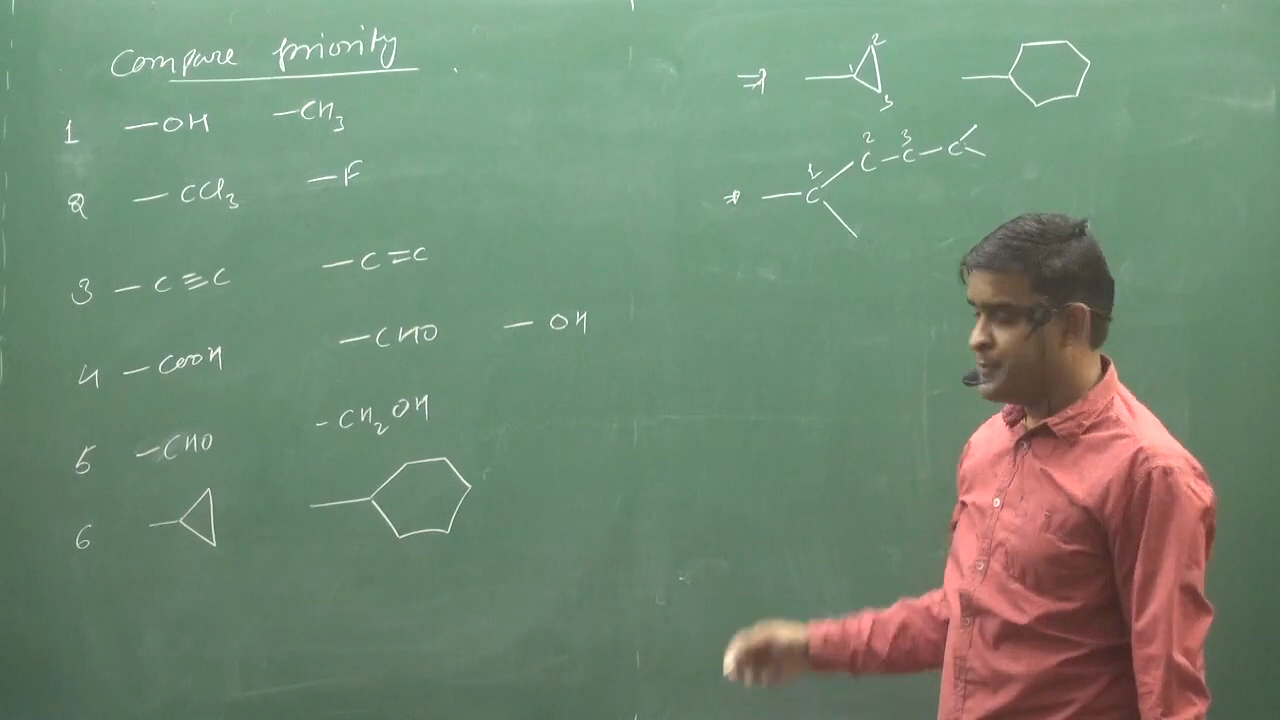 Compare priority
1 -OH -CH3
2 -CCl3 -F
3 -C≡C -C=C
4 -COOH -CHO -OH
5 -CHO -CH2OH
6
⇒ 1 2 3
⇒ -C-C-C-C 1 2 3